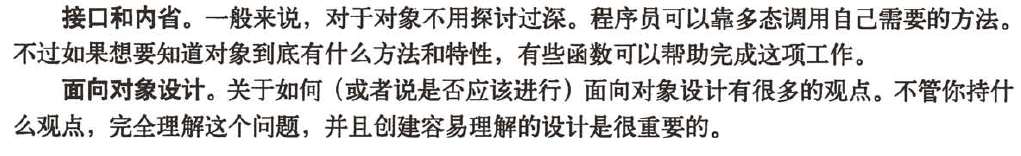 接口和内省。一般来说，对于对象不用探讨过深。程序员可以靠多态调用自己需要的方法。
不过如果想要知道对象到底有什么方法和特性，有些函数可以帮助完成这项工作。
面向对象设计。关于如何（或者说是否应该进行）面向对象设计有很多的观点。不管你持什
么观点，完全理解这个问题，并且创建容易理解的设计是很重要的。